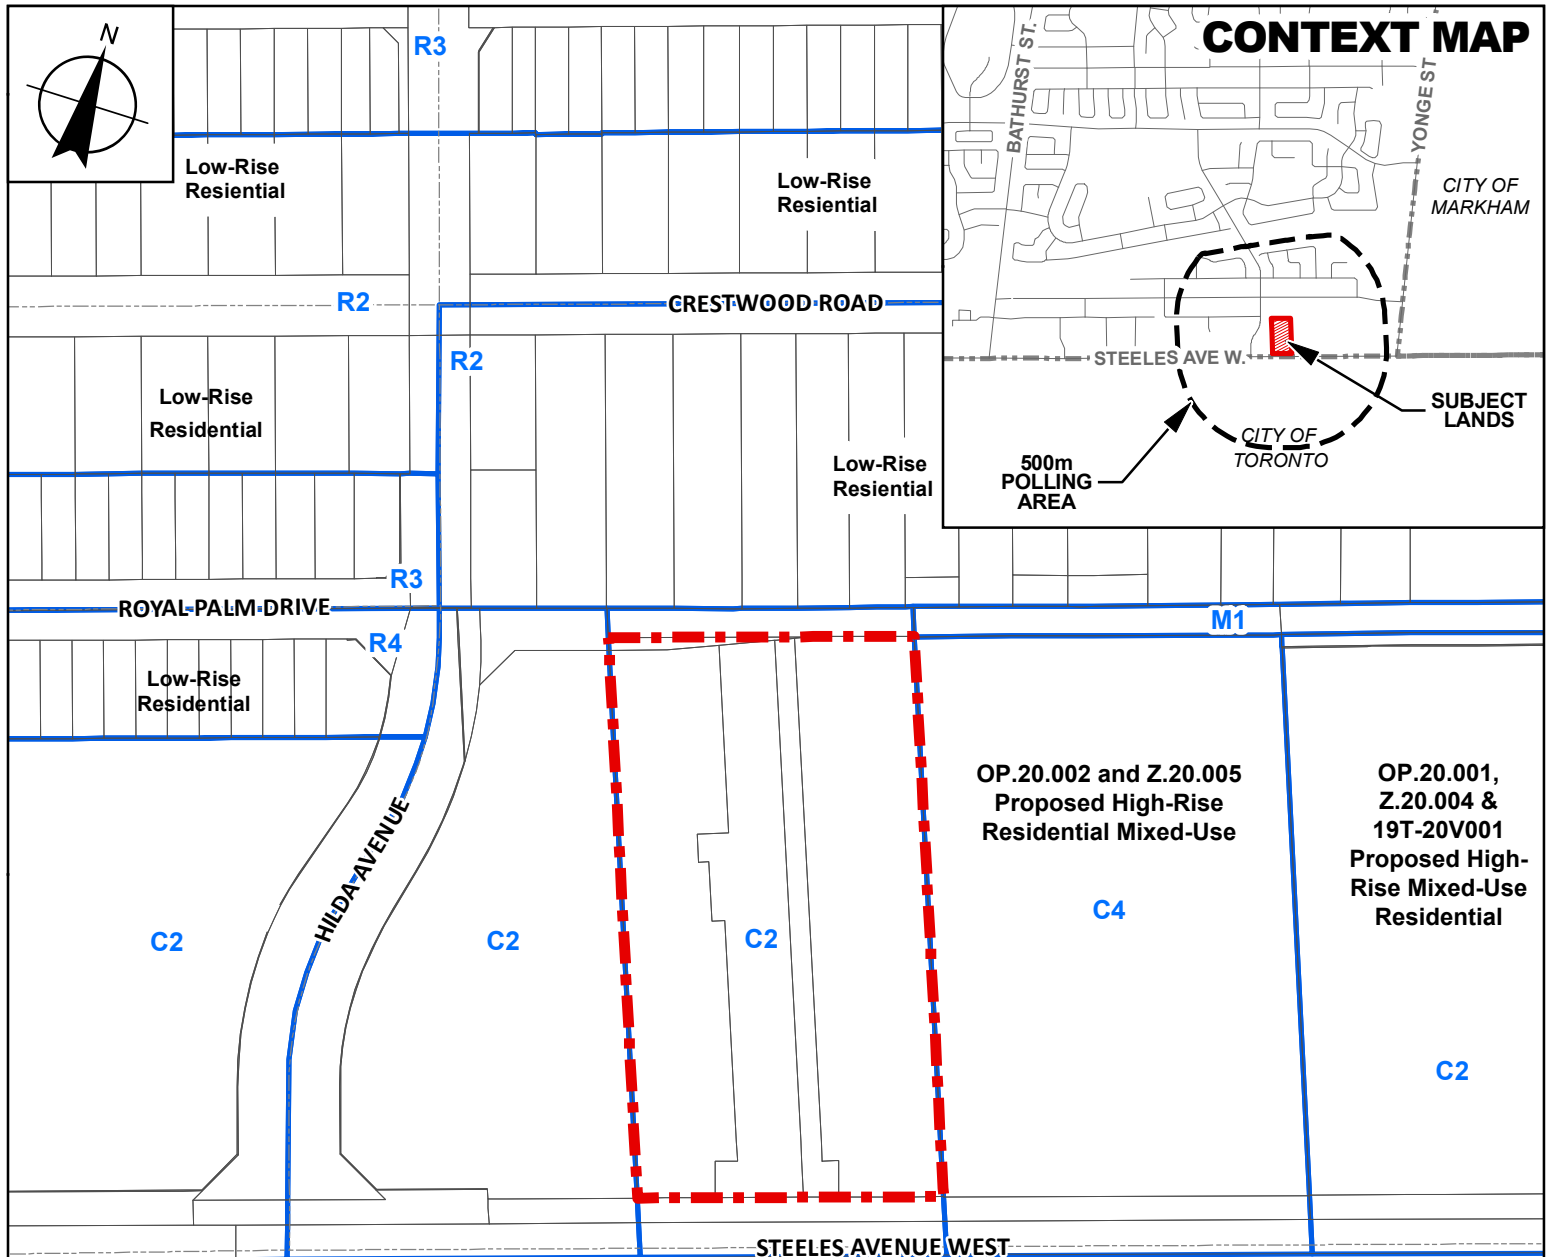 N
R3
Low-Rise
Resiential
Low-Rise
Resiential
R2
CRESTWOOD ROAD
R2
Low-Rise
Residential
Low-Rise
Resiential
R3
ROYAL PALM DRIVE
R4
M1
Low-Rise
Residential
HILDA AVENUE
C2
C2
C2
OP.20.002 and Z.20.005
Proposed High-Rise
Residential Mixed-Use
C4
OP.20.001,
Z.20.004 &
19T-20V001
Proposed High-
Rise Mixed-Use
Residential
C2
STEELES AVENUE WEST
CONTEXT MAP
BATHURST ST.
YONGE ST
CITY OF
MARKHAM
STEELES AVE W.
SUBJECT
LANDS
CITY OF
TORONTO
500m
POLLING
AREA